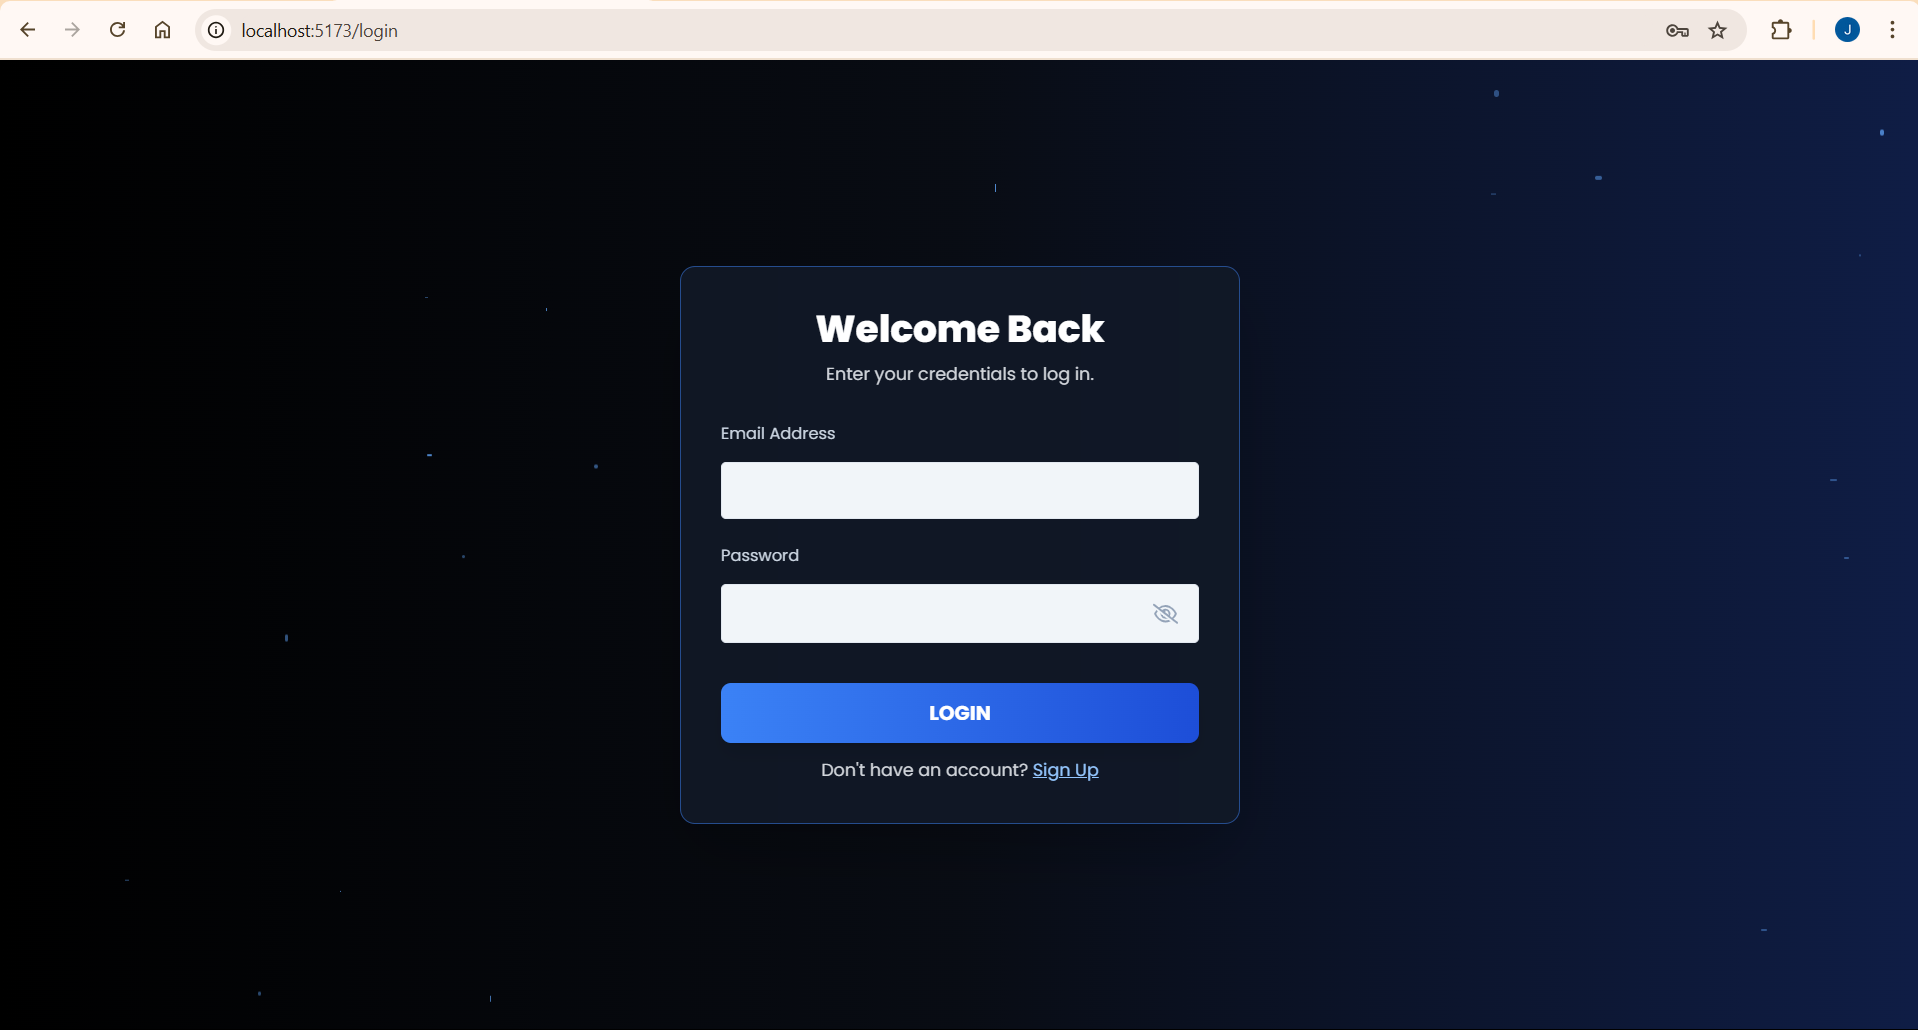 localhost:5173/login
J
Welcome Back
Enter your credentials to log in.
Email Address
Password
LOGIN
Don't have an account? Sign Up